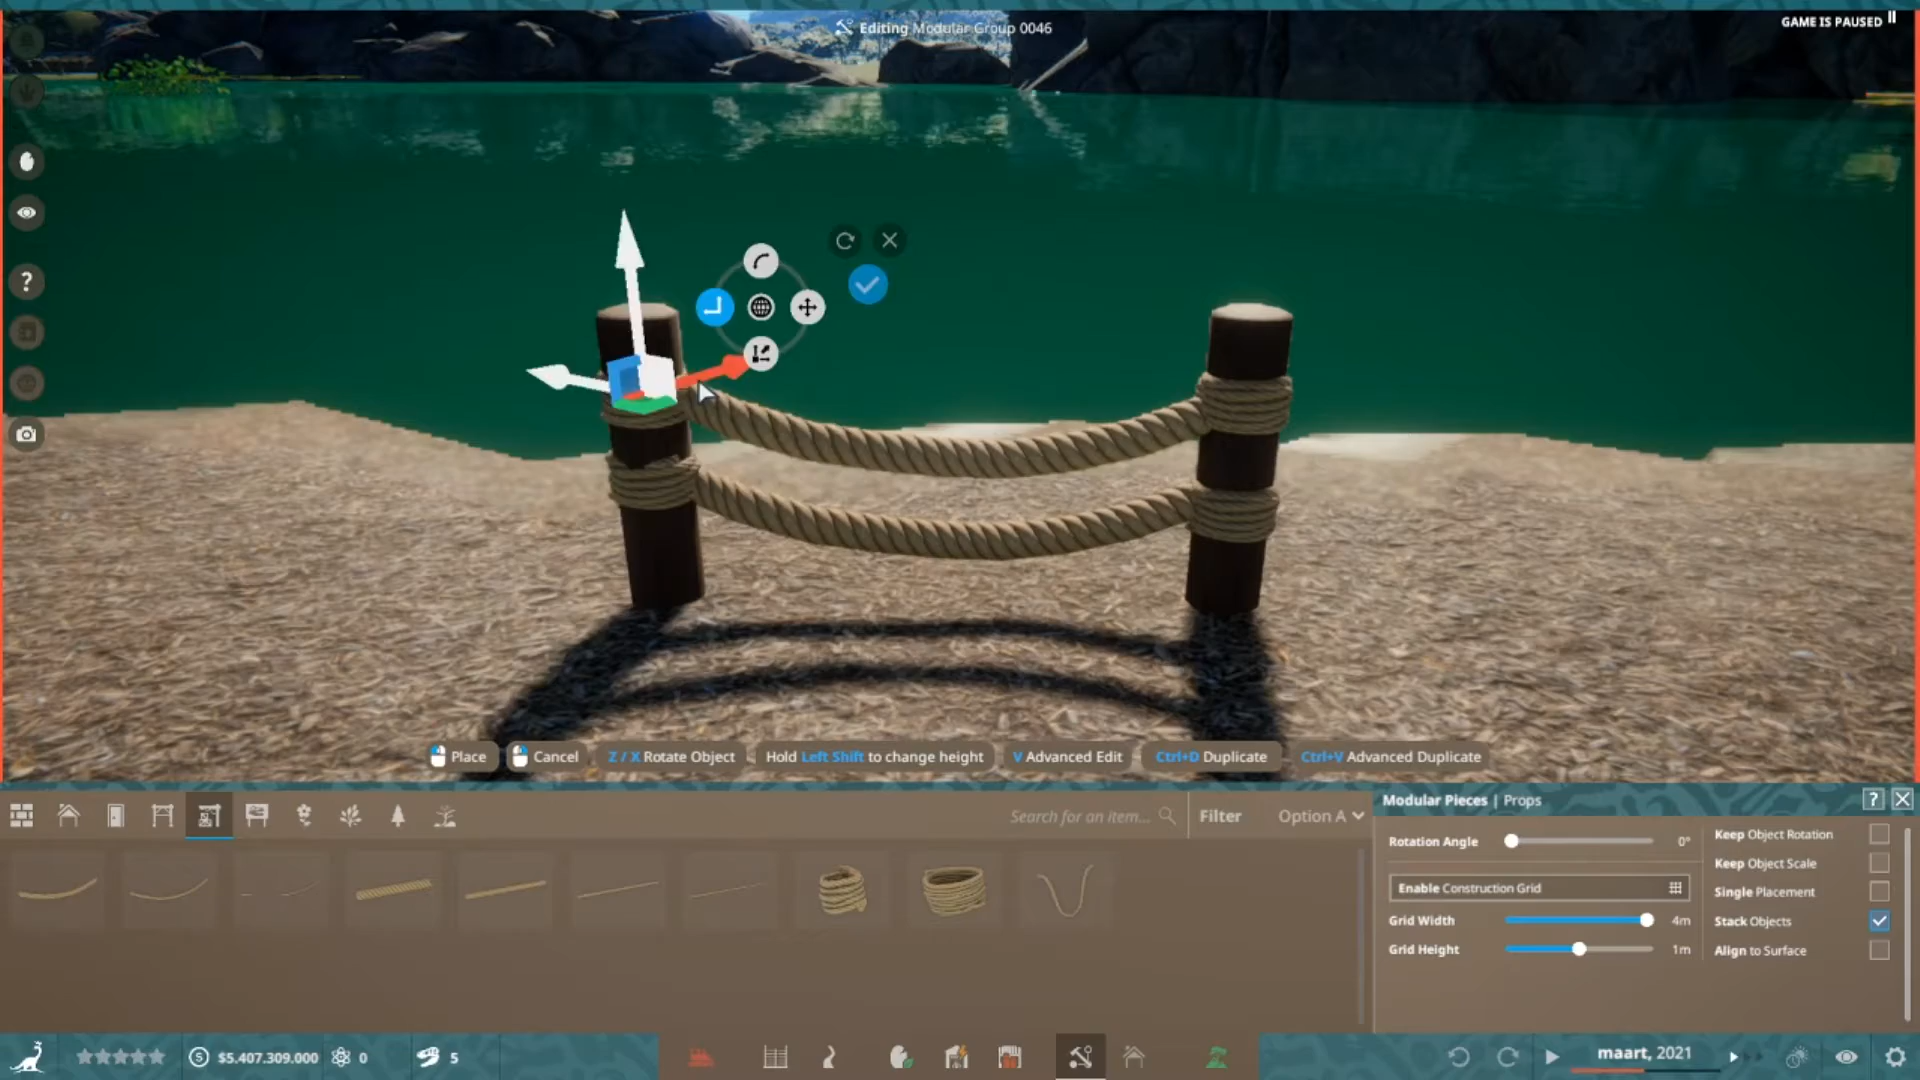 Editing Modular Group 0046
GAME IS PAUSED
?
Place
Cancel
Z / X Rotate Object
Hold Left Shift to change height
V Advanced Edit
Ctrl+D Duplicate
Ctrl+V Advanced Duplicate
Search for an item...
Filter
Option A
Modular Pieces | Props
?
Rotation Angle
0°
Enable Construction Grid
Grid Width
4m
Grid Height
1m
Keep Object Rotation
Keep Object Scale
Single Placement
Stack Objects
Align to Surface
$5.407.309.000
0
5
maart, 2021